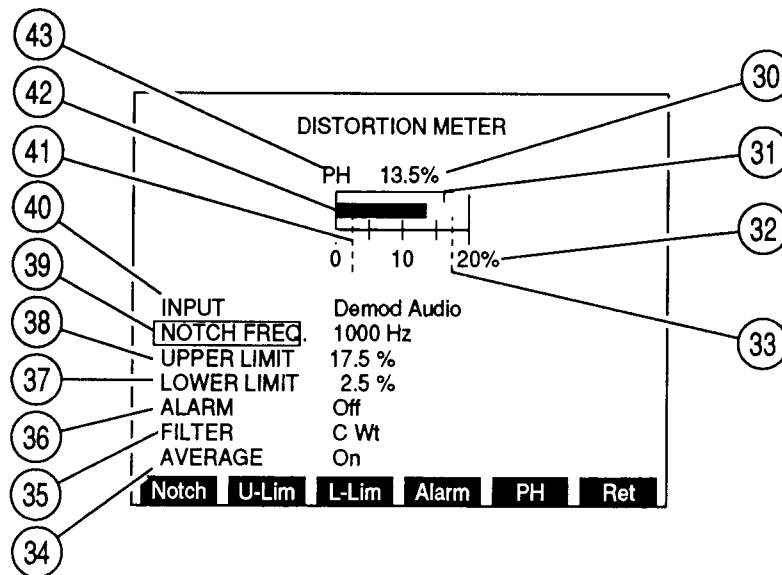 43
42
41
40
39
38
37
36
35
34
30
31
32
33
DISTORTION METER
PH 13.5%
0 10 20%
INPUT Demod Audio
NOTCH FREQ. 1000 Hz
UPPER LIMIT 17.5 %
LOWER LIMIT 2.5 %
ALARM Off
FILTER C Wt
AVERAGE On
Notch U-Lim L-Lim Alarm PH Ret